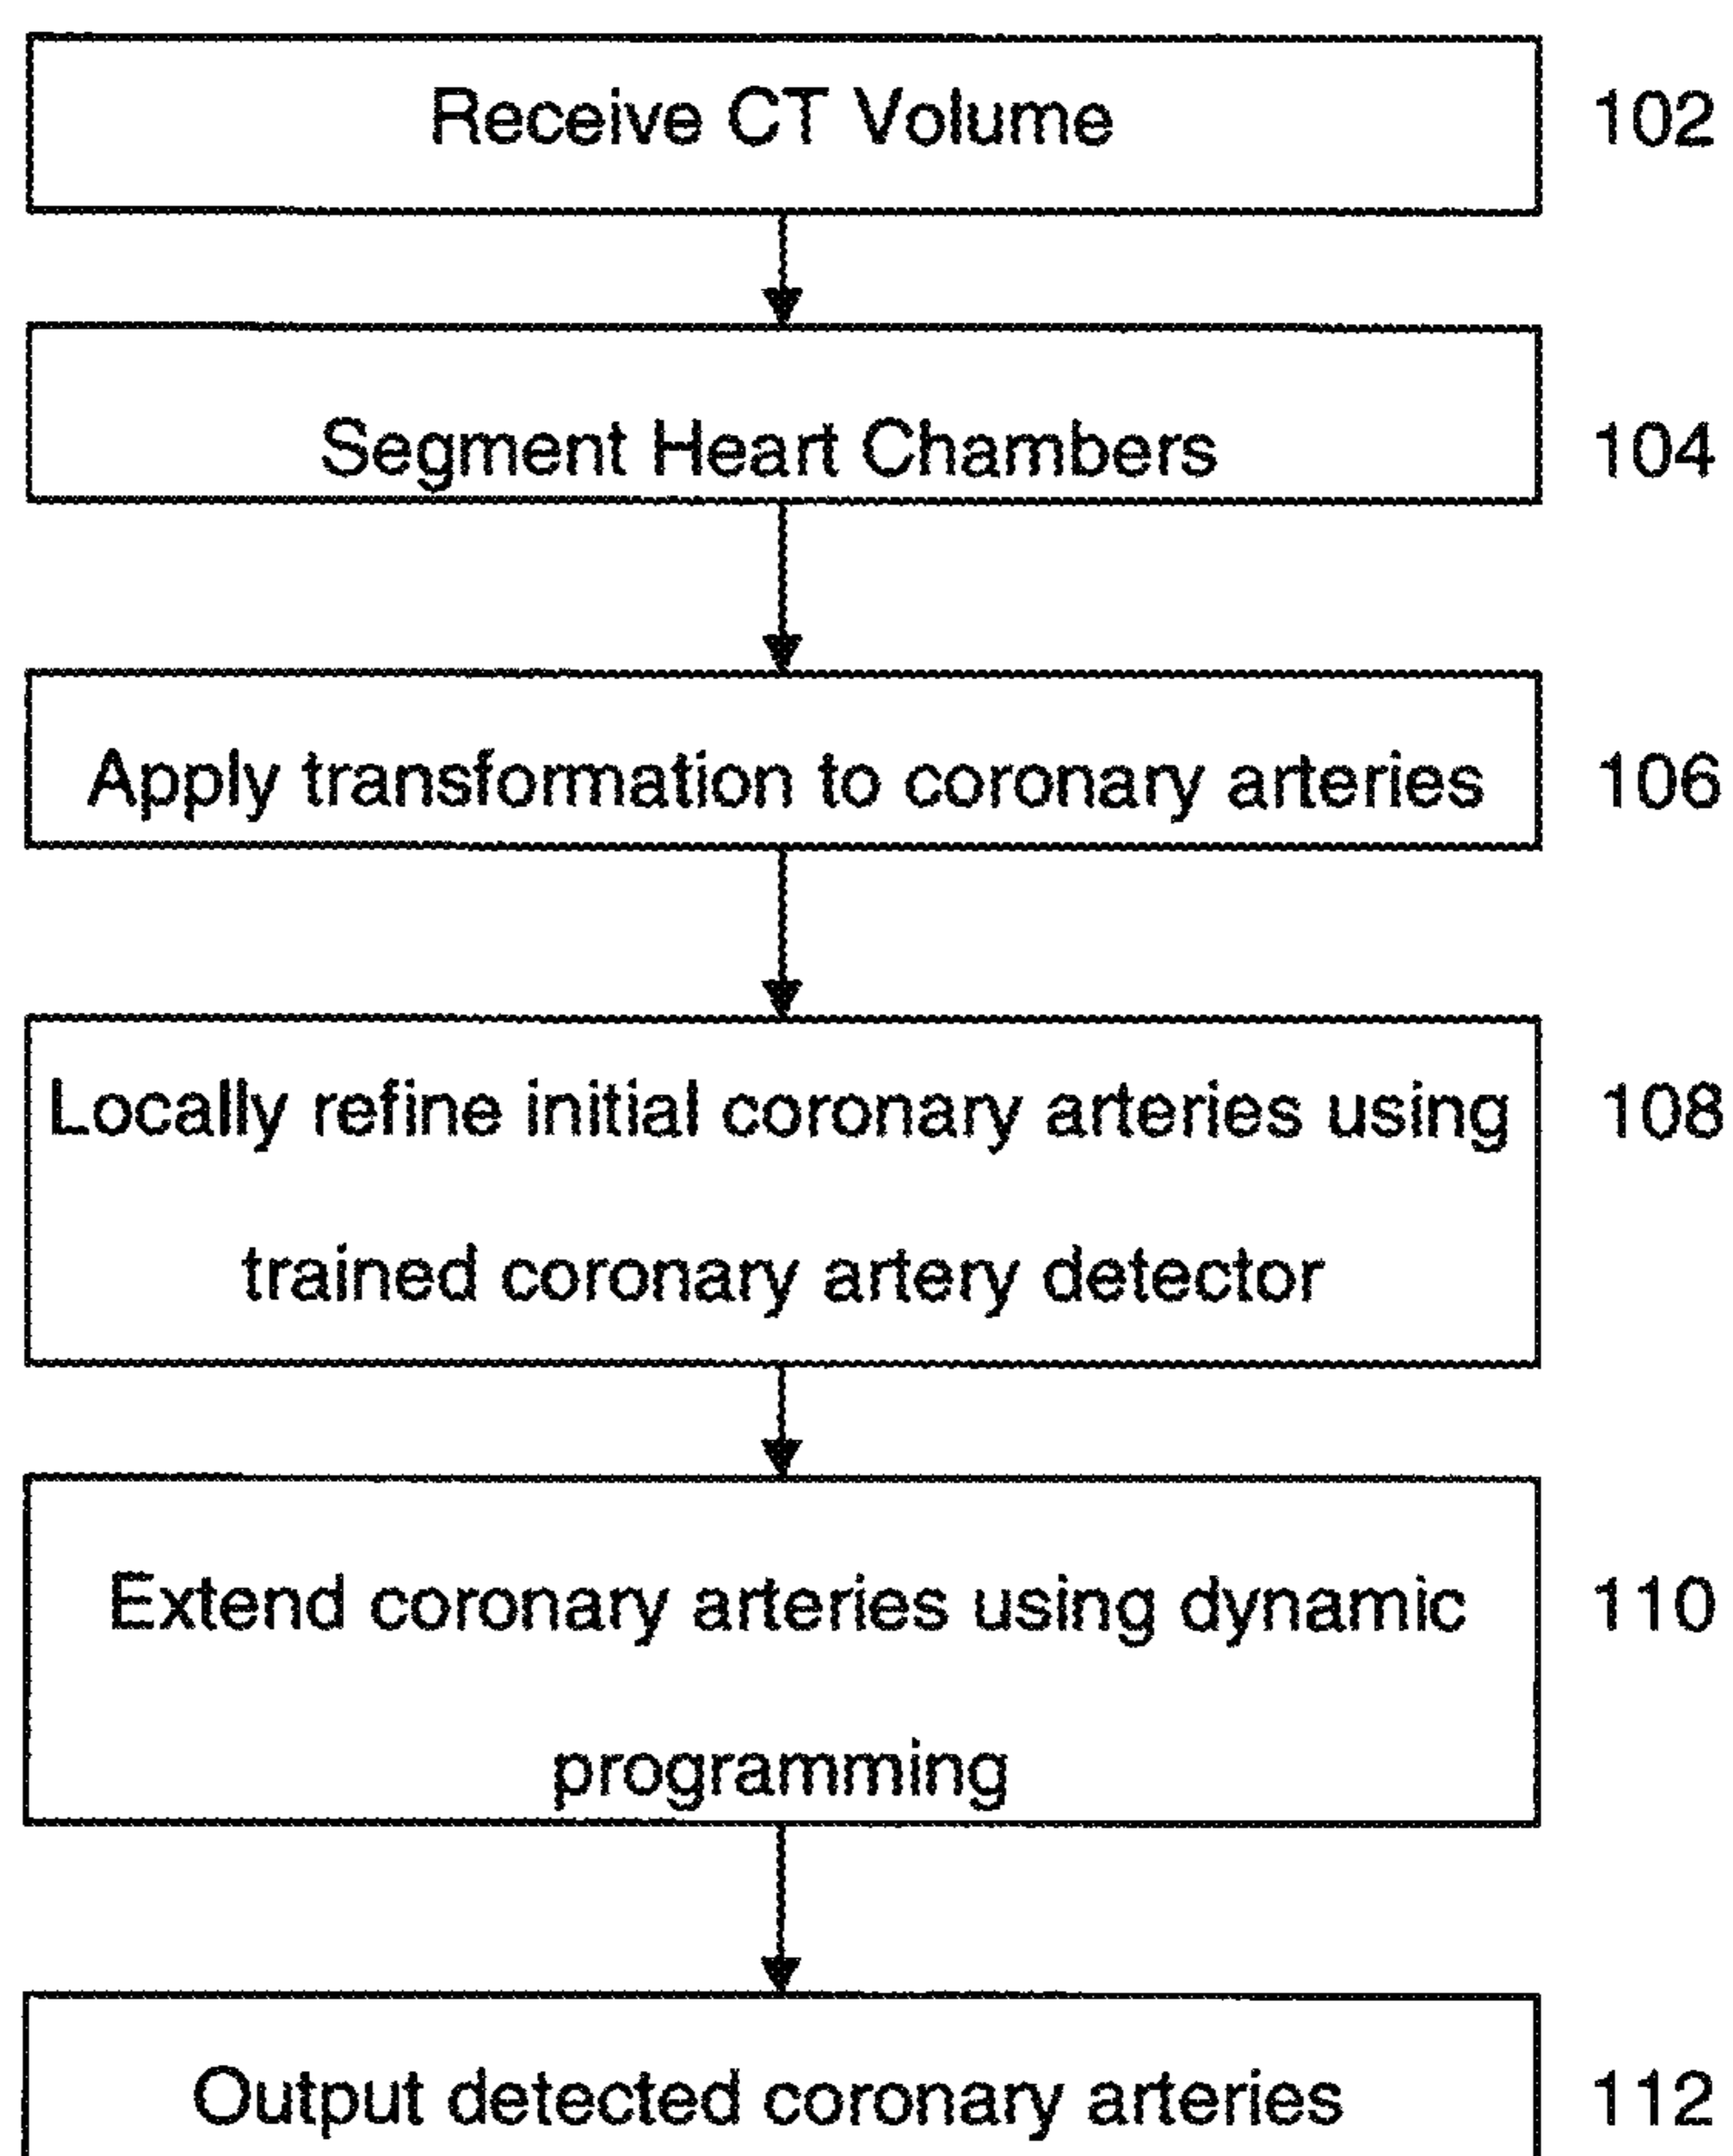 Receive CT Volume 102
Segment Heart Chambers 104
Apply transformation to coronary arteries 106
Locally refine initial coronary arteries using 108
trained coronary artery detector
Extend coronary arteries using dynamic 110
programming
Output detected coronary arteries 112